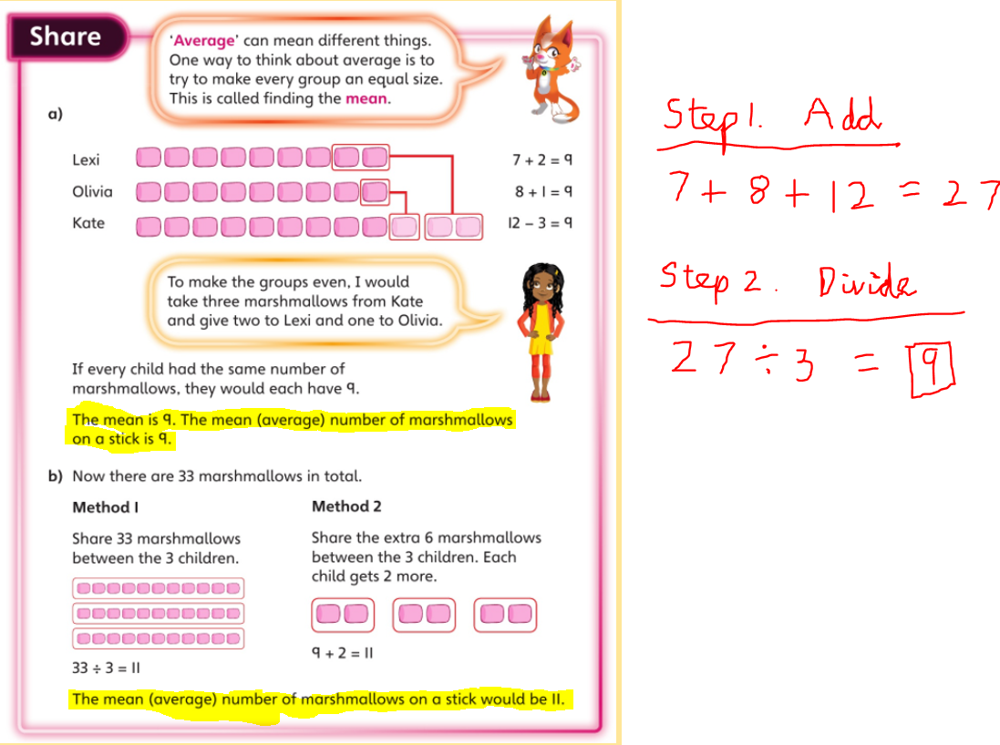 Share
'Average' can mean different things.
One way to think about average is to
try to make every group an equal size.
This is called finding the mean.
a)
Lexi
7 + 2 = 9
Olivia
8 + 1 = 9
Kate
12 − 3 = 9
To make the groups even, I would
take three marshmallows from Kate
and give two to Lexi and one to Olivia.
If every child had the same number of
marshmallows, they would each have 9.
The mean is 9. The mean (average) number of marshmallows
on a stick is 9.
b) Now there are 33 marshmallows in total.
Method 1
Share 33 marshmallows
between the 3 children.
33 ÷ 3 = 11
Method 2
Share the extra 6 marshmallows
between the 3 children. Each
child gets 2 more.
9 + 2 = 11
The mean (average) number of marshmallows on a stick would be 11.
Step 1. Add
7 + 8 + 12 = 27
Step 2. Divide
27 ÷ 3 = 9